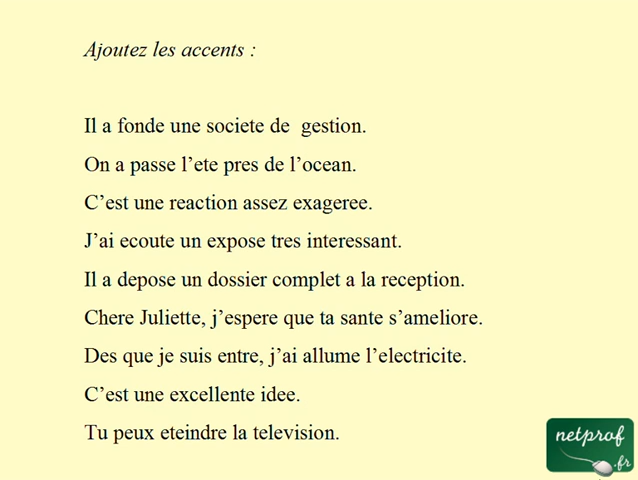 Ajoutez les accents :
Il a fonde une societe de  gestion.
On a passe l’ete pres de l’ocean.
C’est une reaction assez exageree.
J’ai ecoute un expose tres interessant.
Il a depose un dossier complet a la reception.
Chere Juliette, j’espere que ta sante s’ameliore.
Des que je suis entre, j’ai allume l’electricite.
C’est une excellente idee.
Tu peux eteindre la television.
netprof
.fr